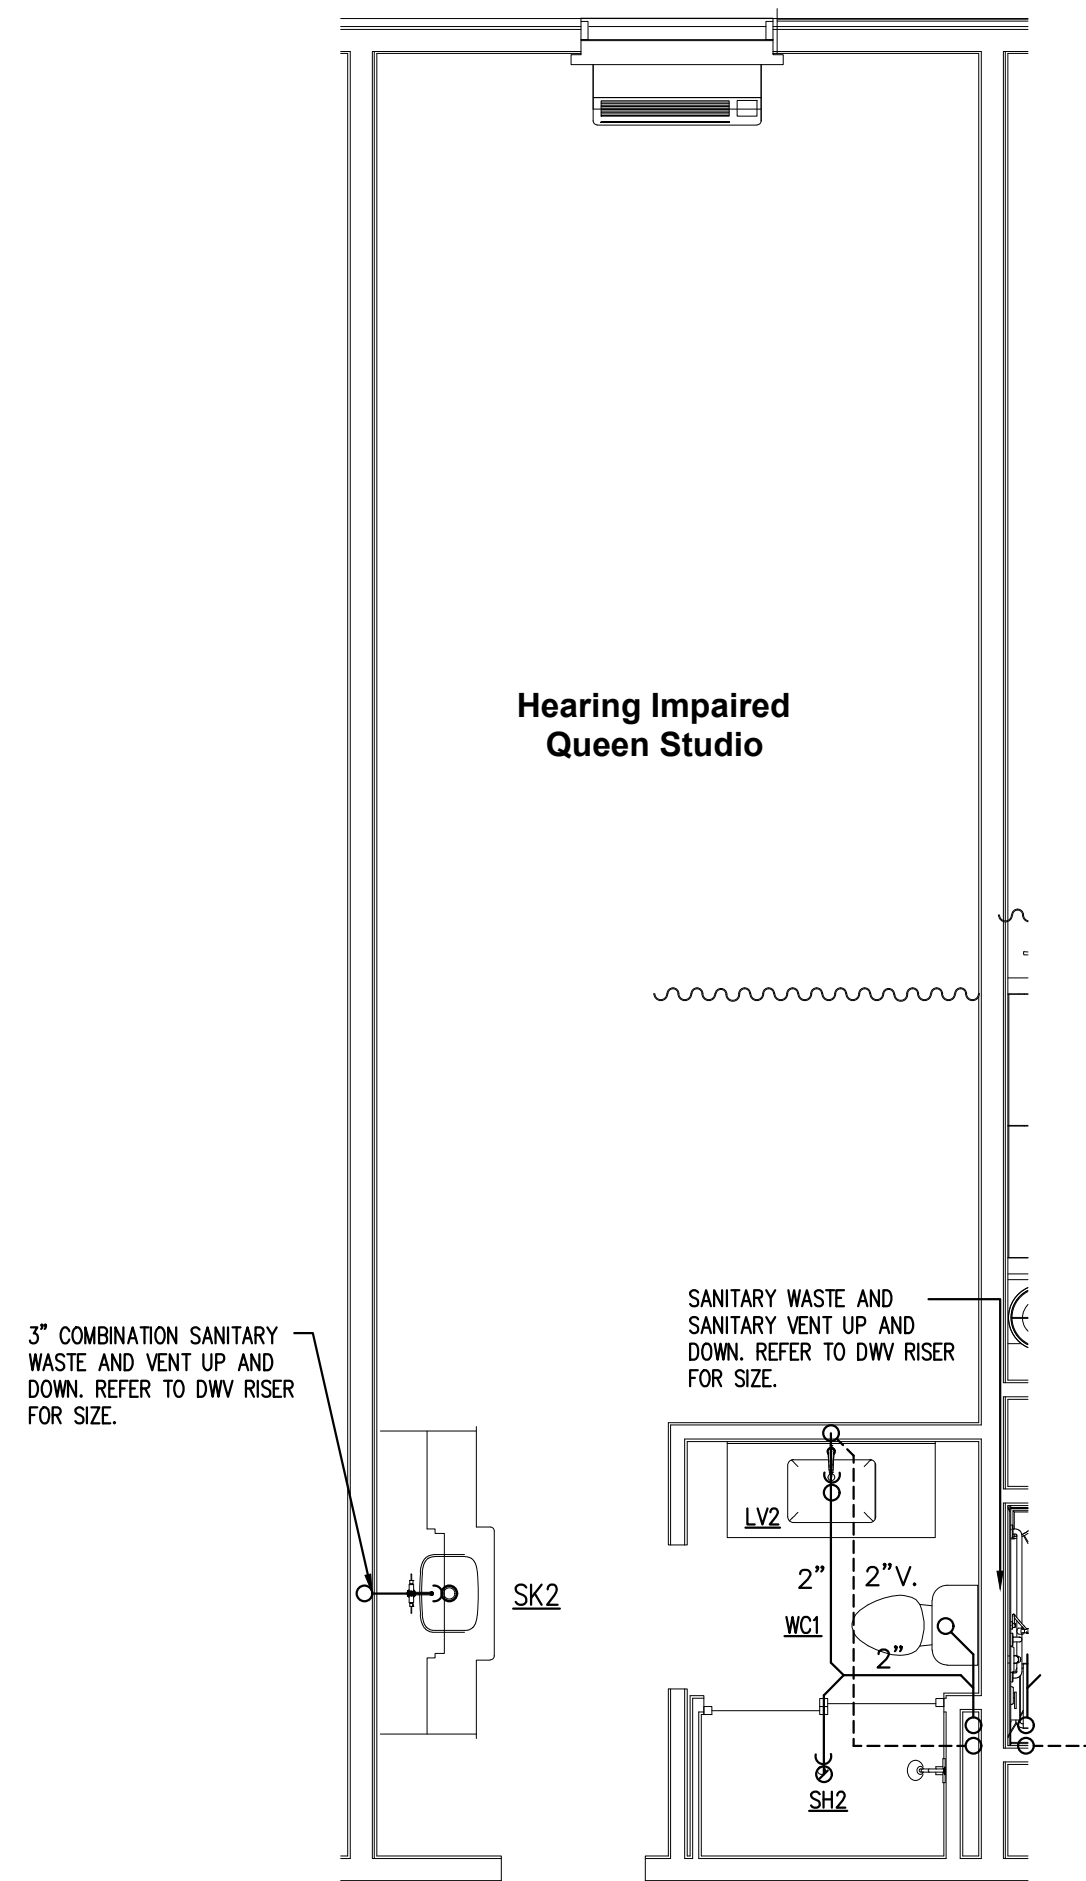 Hearing Impaired
Queen Studio
SANITARY WASTE AND
SANITARY VENT UP AND
DOWN. REFER TO DWV RISER
FOR SIZE.
3” COMBINATION SANITARY
WASTE AND VENT UP AND
DOWN. REFER TO DWV RISER
FOR SIZE.
LV2
SK2
2”
2”V.
WC1
2”
SH2